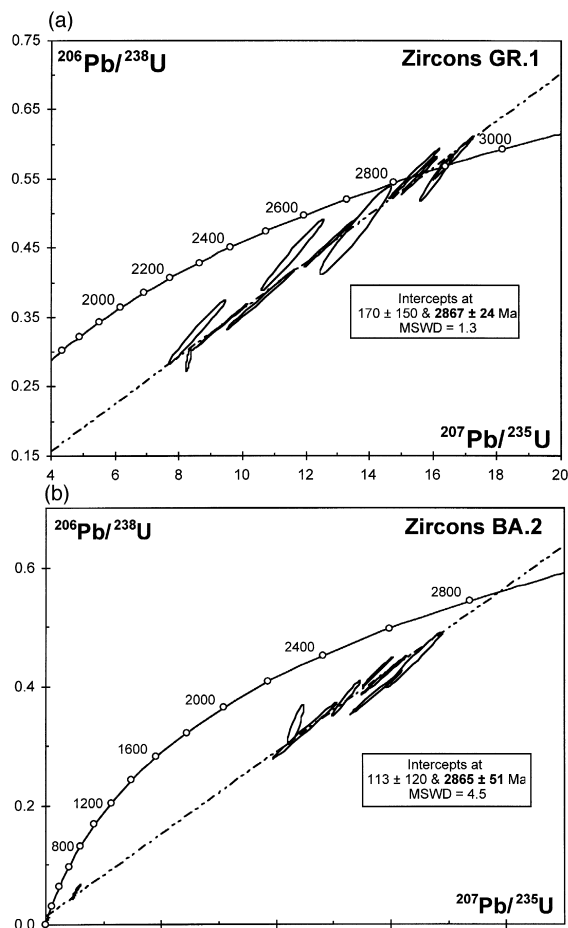 (a)
206Pb/238U
Zircons GR.1
0.75
0.65
0.55
0.45
0.35
0.25
0.15
2000
2200
2400
2600
2800
3000
Intercepts at
170 ± 150 & 2867 ± 24 Ma
MSWD = 1.3
207Pb/235U
4 6 8 10 12 14 16 18 20
(b)
206Pb/238U
Zircons BA.2
0.6
0.4
0.2
0.0
800
1200
1600
2000
2400
2800
Intercepts at
113 ± 120 & 2865 ± 51 Ma
MSWD = 4.5
207Pb/235U